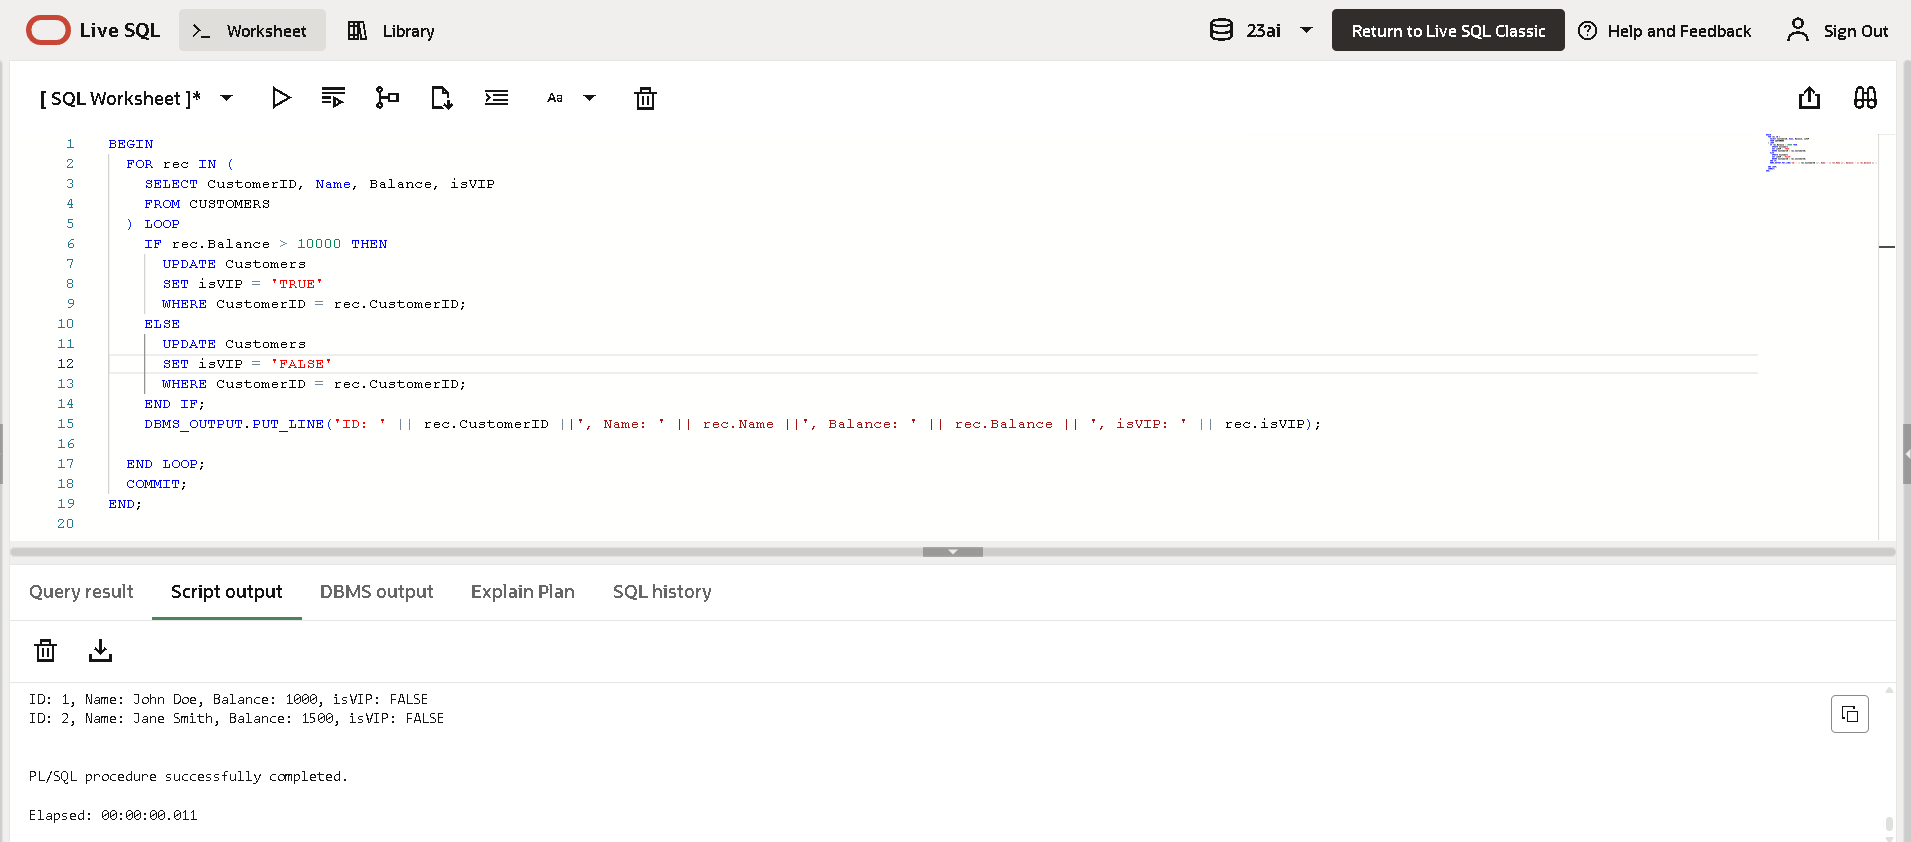 Live SQL
Worksheet
Library
23ai
Return to Live SQL Classic
Help and Feedback
Sign Out
[ SQL Worksheet ]*
Aa
1 BEGIN
2   FOR rec IN (
3     SELECT CustomerID, Name, Balance, isVIP
4     FROM CUSTOMERS
5   ) LOOP
6     IF rec.Balance > 10000 THEN
7       UPDATE Customers
8       SET isVIP = 'TRUE'
9       WHERE CustomerID = rec.CustomerID;
10     ELSE
11       UPDATE Customers
12       SET isVIP = 'FALSE'
13       WHERE CustomerID = rec.CustomerID;
14     END IF;
15     DBMS_OUTPUT.PUT_LINE('ID: ' || rec.CustomerID ||', Name: ' || rec.Name ||', Balance: ' || rec.Balance || ', isVIP: ' || rec.isVIP);
16
17   END LOOP;
18   COMMIT;
19 END;
20
Query result
Script output
DBMS output
Explain Plan
SQL history
ID: 1, Name: John Doe, Balance: 1000, isVIP: FALSE
ID: 2, Name: Jane Smith, Balance: 1500, isVIP: FALSE
PL/SQL procedure successfully completed.
Elapsed: 00:00:00.011